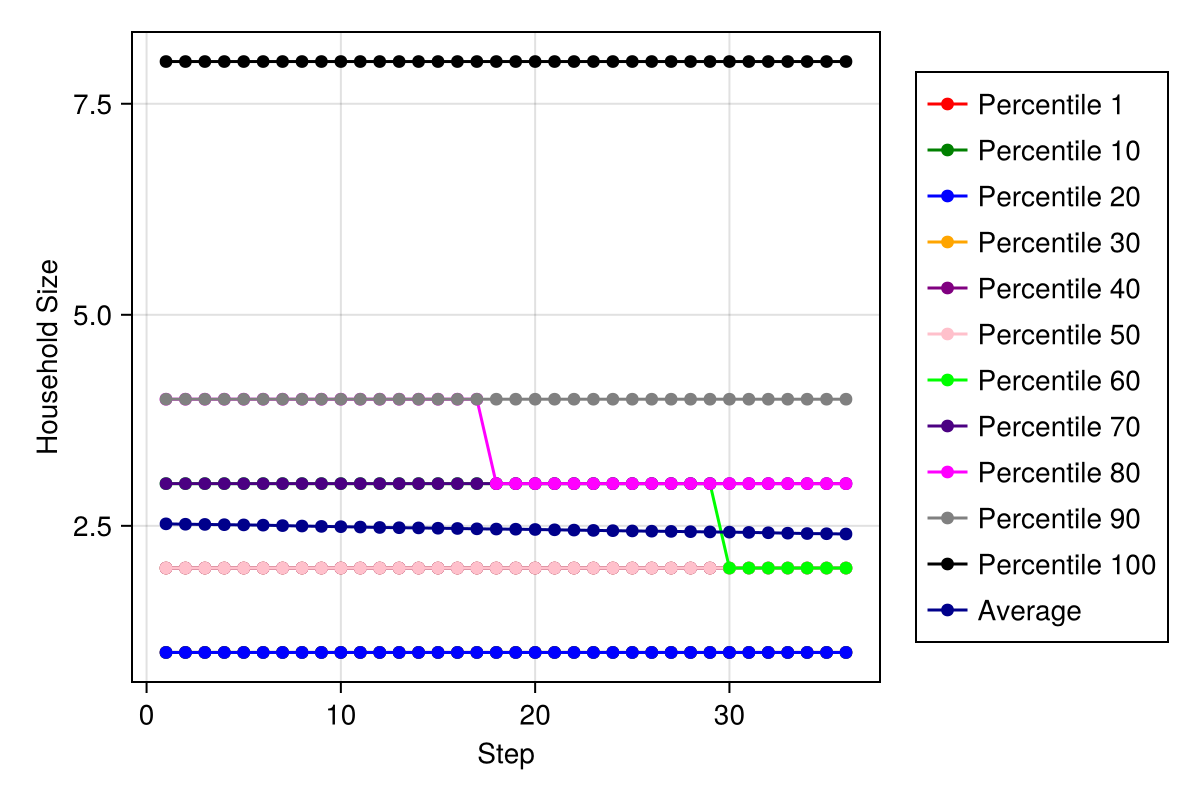 7.5
5.0
2.5
Household Size
0
10
20
30
Step
Percentile 1
Percentile 10
Percentile 20
Percentile 30
Percentile 40
Percentile 50
Percentile 60
Percentile 70
Percentile 80
Percentile 90
Percentile 100
Average